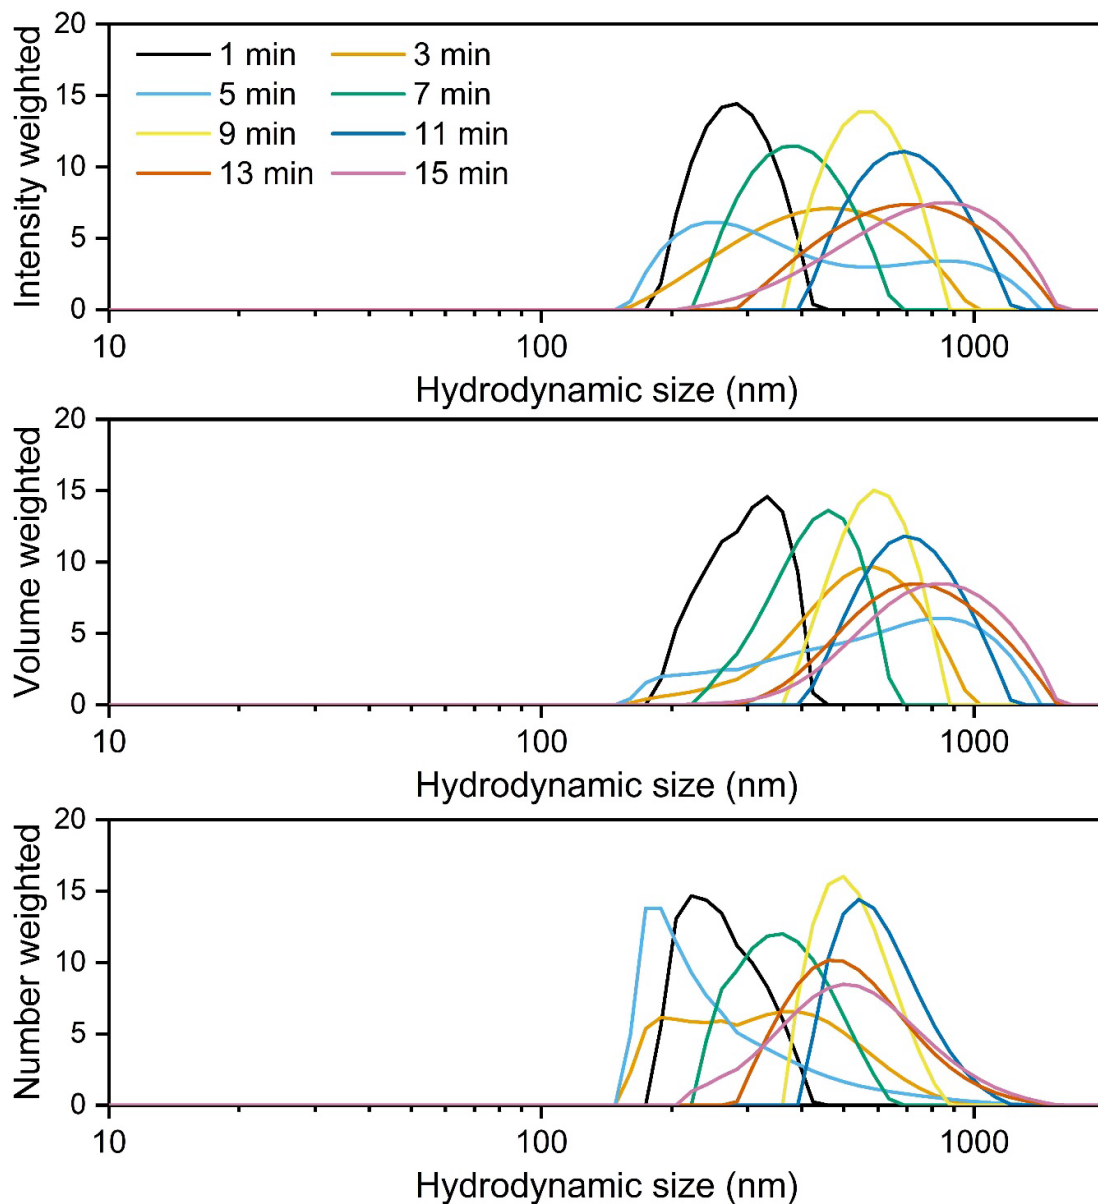 20
15
10
5
0
Intensity weighted
1 min 3 min
5 min 7 min
9 min 11 min
13 min 15 min
10 100 1000
Hydrodynamic size (nm)
20
15
10
5
0
Volume weighted
10 100 1000
Hydrodynamic size (nm)
20
15
10
5
0
Number weighted
10 100 1000
Hydrodynamic size (nm)